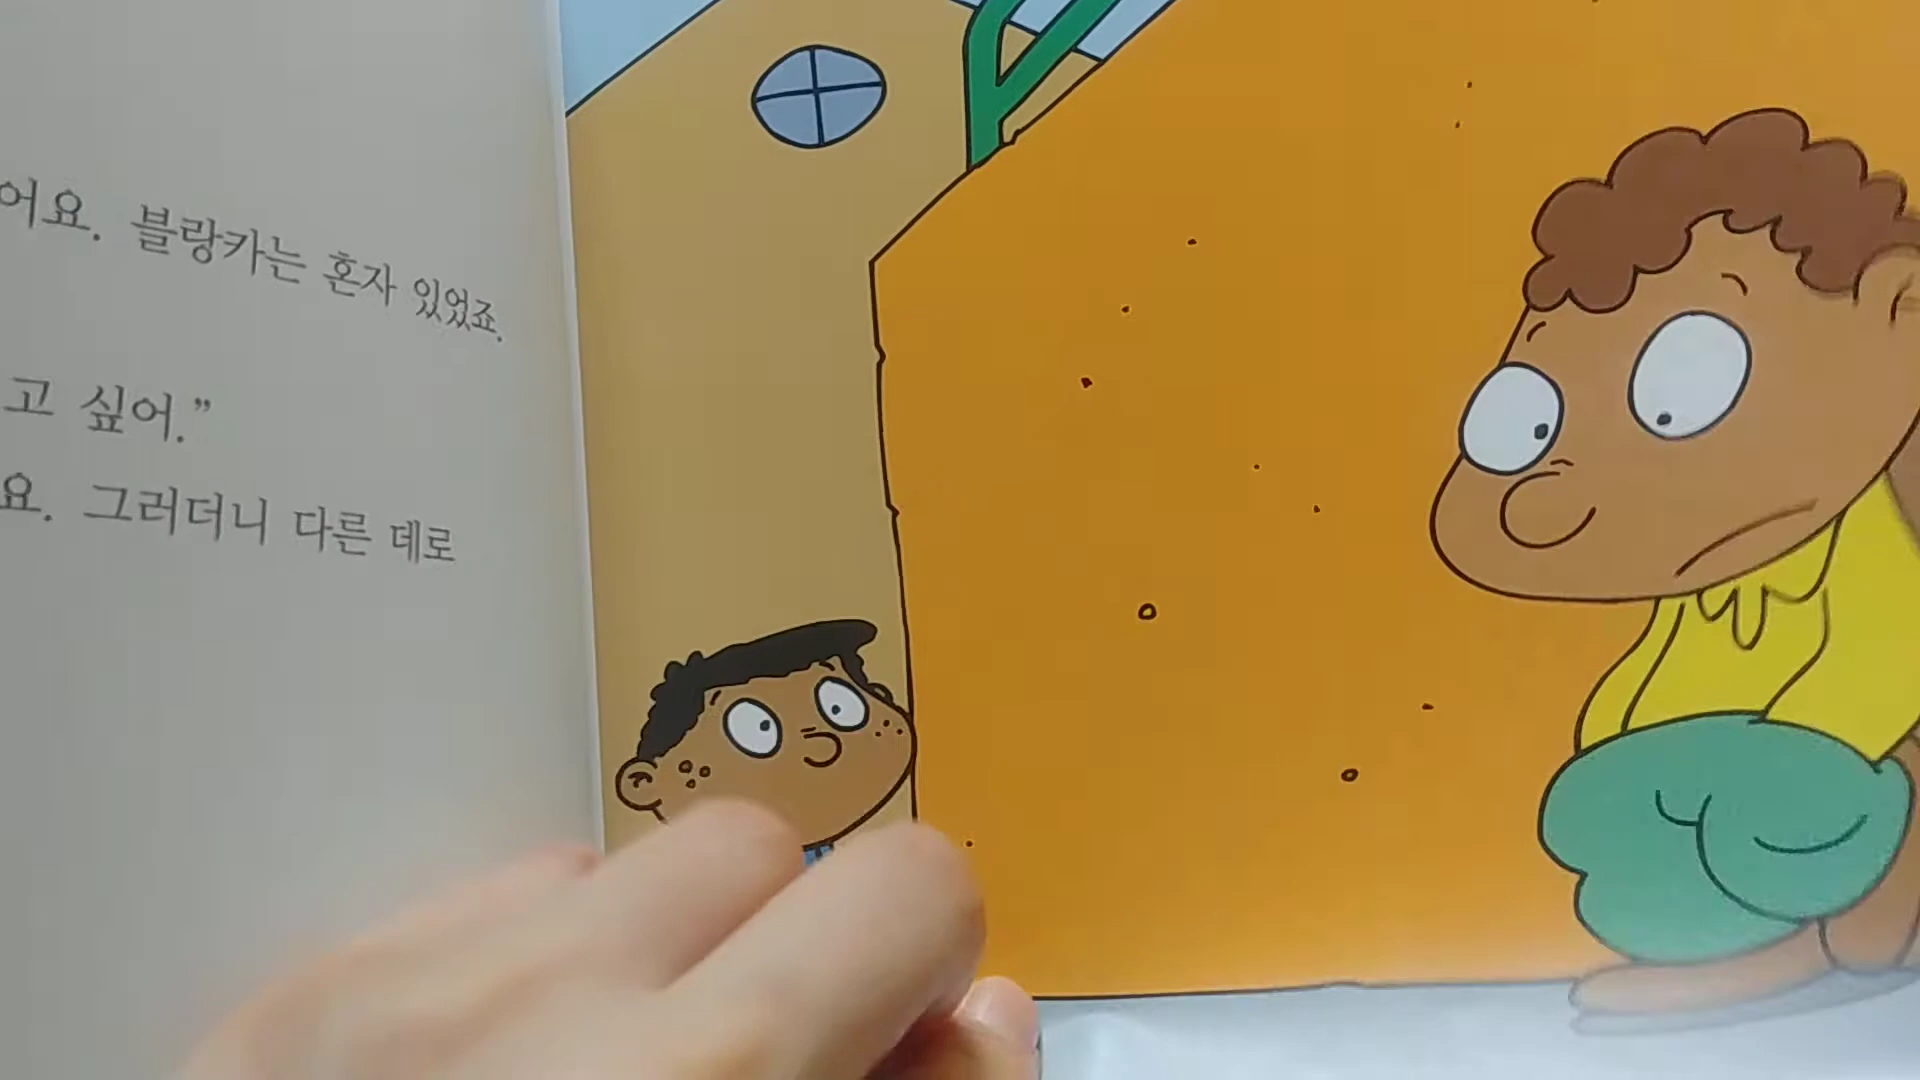 어요. 블랑카는 혼자 있었죠.
고 싶어.”
요. 그러더니 다른 데로